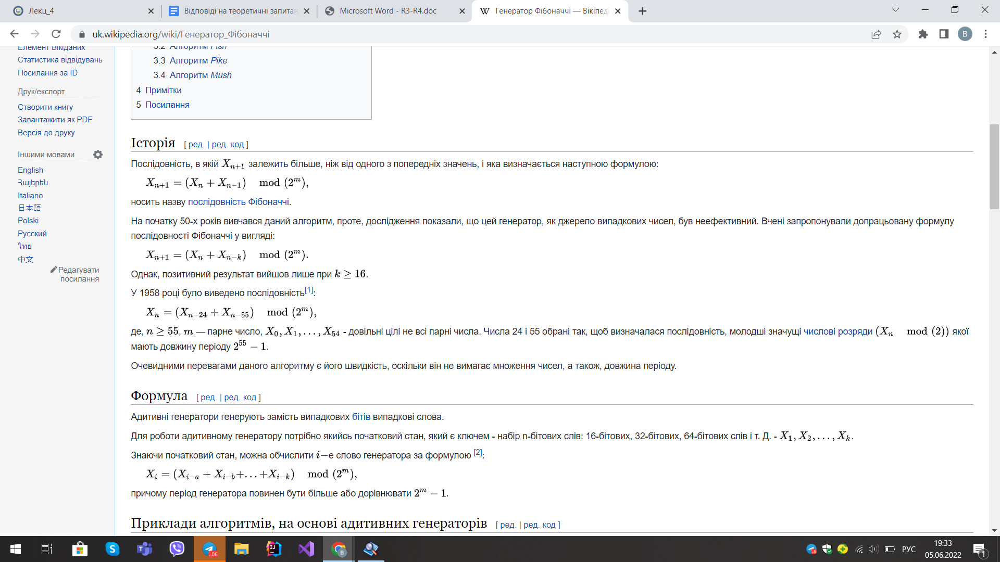 Лекц_4
Відповіді на теоретичні запитан
Microsoft Word - R3-R4.doc
Генератор Фібоначчі — Вікіпеді
uk.wikipedia.org/wiki/Генератор_Фібоначчі
B
Елемент Вікіданих
Статистика відвідувань
Посилання за ID
Друк/експорт
Створити книгу
Завантажити як PDF
Версія до друку
Іншими мовами
English
Հայերեն
Italiano
日本語
Polski
Русский
ไทย
中文
Редагувати
посилання
3.2 Алгоритм Fish
3.3 Алгоритм Pike
3.4 Алгоритм Mush
4 Примітки
5 Посилання
Історія [ ред. | ред. код ]
Послідовність, в якій X_{n+1} залежить більше, ніж від одного з попередніх значень, і яка визначається наступною формулою:
X_{n+1} = (X_n + X_{n−1}) mod (2^m),
носить назву послідовність Фібоначчі.
На початку 50-х років вивчався даний алгоритм, проте, дослідження показали, що цей генератор, як джерело випадкових чисел, був неефективний. Вчені запропонували допрацьовану формулу
послідовності Фібоначчі у вигляді:
X_{n+1} = (X_n + X_{n−k}) mod (2^m).
Однак, позитивний результат вийшов лише при k ≥ 16.
У 1958 році було виведено послідовність[1]:
X_n = (X_{n−24} + X_{n−55}) mod (2^m),
де, n ≥ 55, m — парне число, X_0, X_1, . . . , X_{54} - довільні цілі не всі парні числа. Числа 24 і 55 обрані так, щоб визначалася послідовність, молодші значущі числові розряди (X_n mod (2)) якої
мають довжину періоду 2^{55} − 1.
Очевидними перевагами даного алгоритму є його швидкість, оскільки він не вимагає множення чисел, а також, довжина періоду.
Формула [ ред. | ред. код ]
Адитивні генератори генерують замість випадкових бітів випадкові слова.
Для роботи адитивному генератору потрібно якийсь початковий стан, який є ключем - набір n-бітових слів: 16-бітових, 32-бітових, 64-бітових слів і т. Д. - X_1, X_2, . . . , X_k.
Знаючи початковий стан, можна обчислити i−е слово генератора за формулою [2]:
X_i = (X_{i−a} + X_{i−b}+. . . +X_{i−k}) mod (2^m),
причому період генератора повинен бути більше або дорівнювати 2^m − 1.
Приклади алгоритмів, на основі адитивних генераторів [ ред. | ред. код ]
..06
B
РУС
19:33
05.06.2022
1